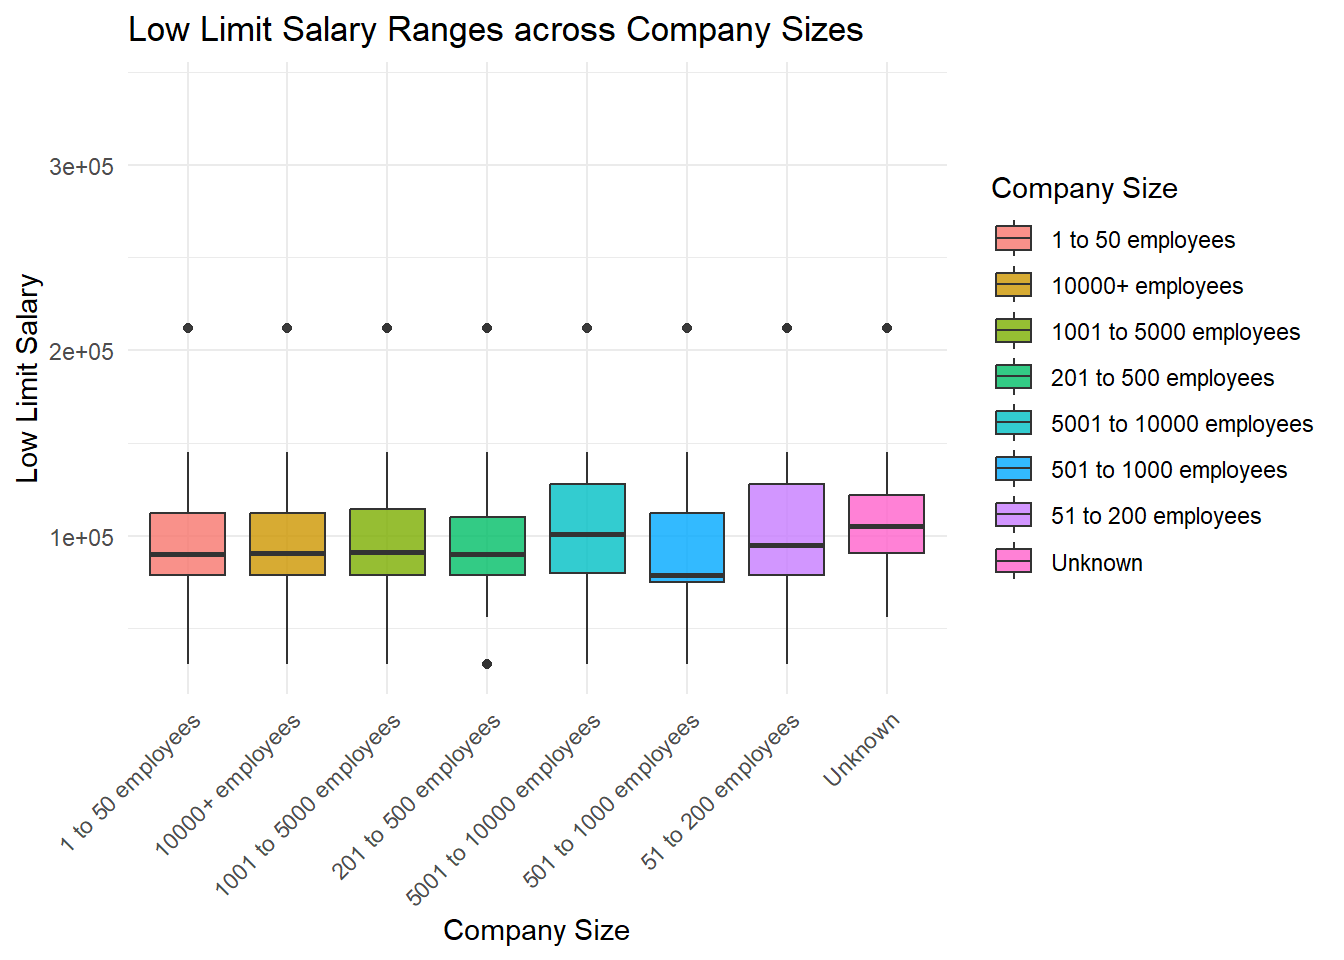 Low Limit Salary Ranges across Company Sizes
Low Limit Salary
3e+05
2e+05
1e+05
1 to 50 employees
10000+ employees
1001 to 5000 employees
201 to 500 employees
5001 to 10000 employees
501 to 1000 employees
51 to 200 employees
Unknown
Company Size
Company Size
1 to 50 employees
10000+ employees
1001 to 5000 employees
201 to 500 employees
5001 to 10000 employees
501 to 1000 employees
51 to 200 employees
Unknown